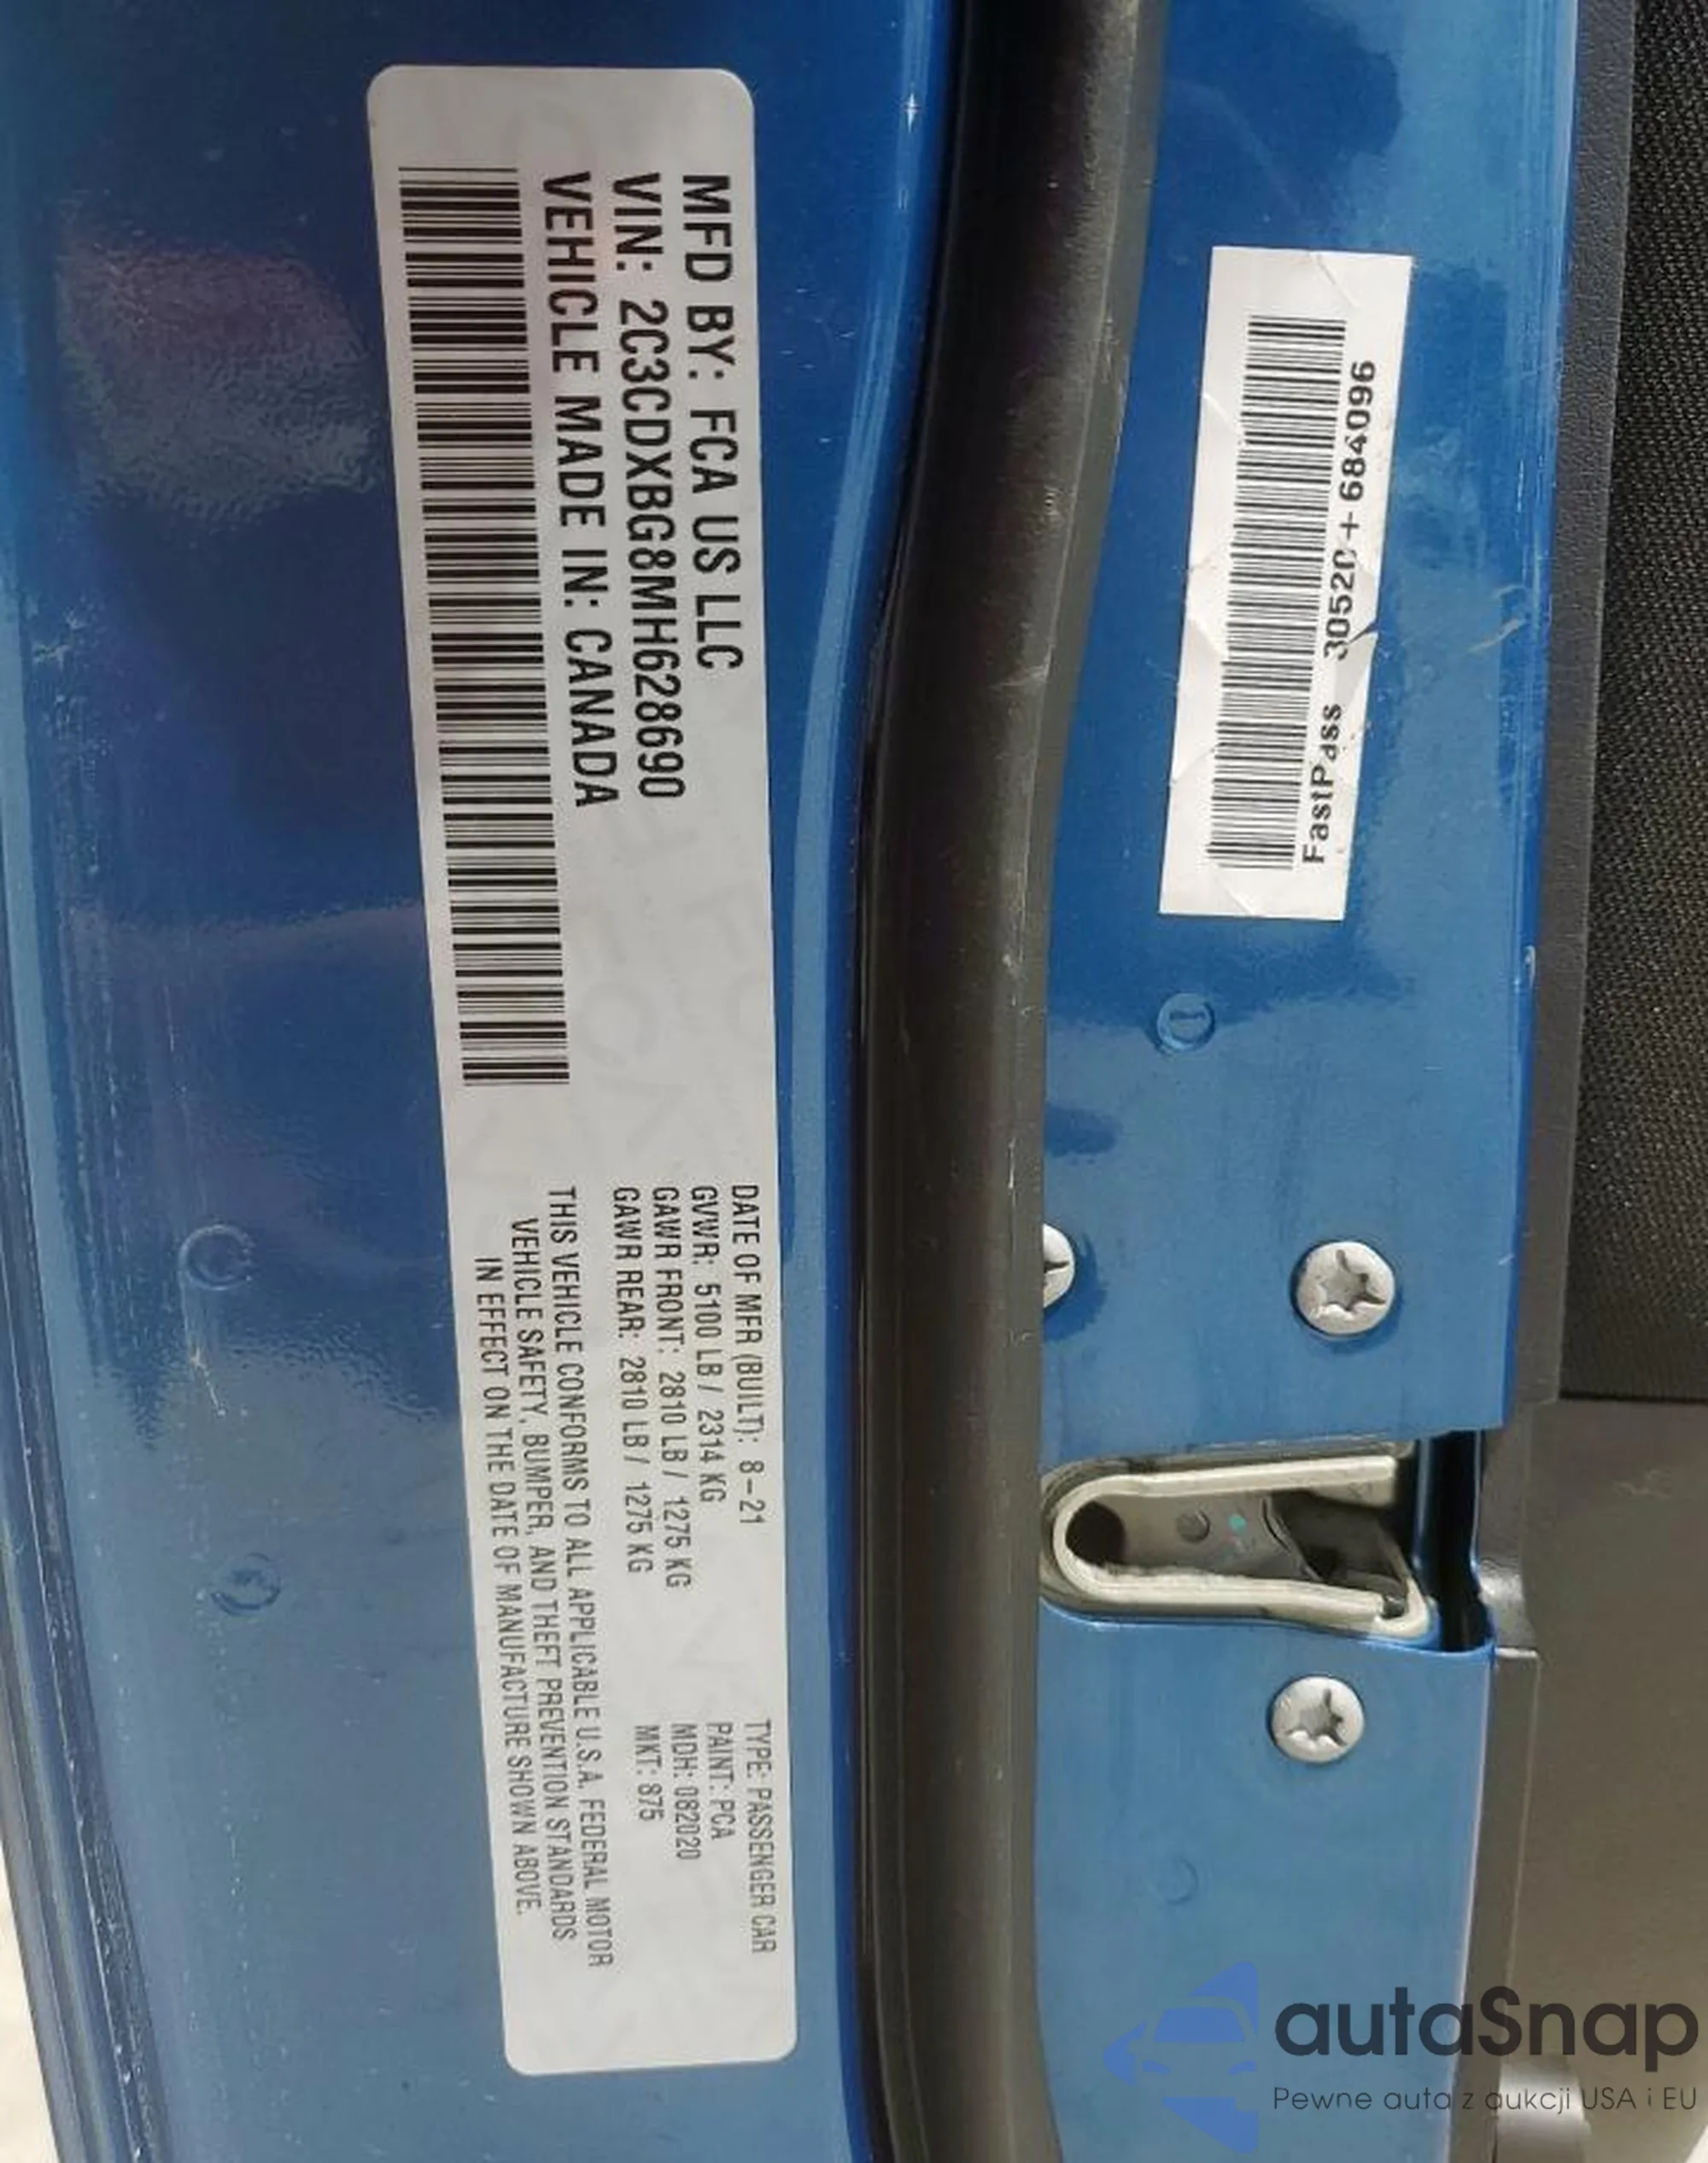 MFD BY: FCA US LLC
VIN: 2C3CDXBG8MH628690
VEHICLE MADE IN: CANADA
DATE OF MFR (BUILT): 8-21
GVWR: 5100 LB / 2314 KG
GAWR FRONT: 2810 LB / 1275 KG
GAWR REAR: 2810 LB / 1275 KG
THIS VEHICLE CONFORMS TO ALL APPLICABLE U.S.A. FEDERAL MOTOR
VEHICLE SAFETY, BUMPER, AND THEFT PREVENTION STANDARDS
IN EFFECT ON THE DATE OF MANUFACTURE SHOWN ABOVE.
TYPE: PASSENGER CAR
PAINT: PCA
MDH: 082020
MKT: 875
FastPass 30520+684096
autaSnap
Pewne auta z aukcji USA i EU